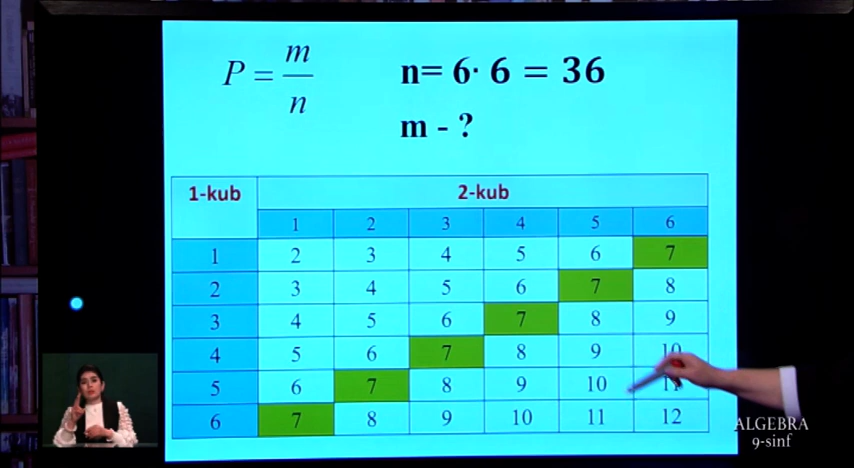 P = m/n
n= 6· 6 = 36
m - ?
1-kub 2-kub
1 2 3 4 5 6
1 2 3 4 5 6 7
2 3 4 5 6 7 8
3 4 5 6 7 8 9
4 5 6 7 8 9 10
5 6 7 8 9 10 11
6 7 8 9 10 11 12
ALGEBRA
9-sinf